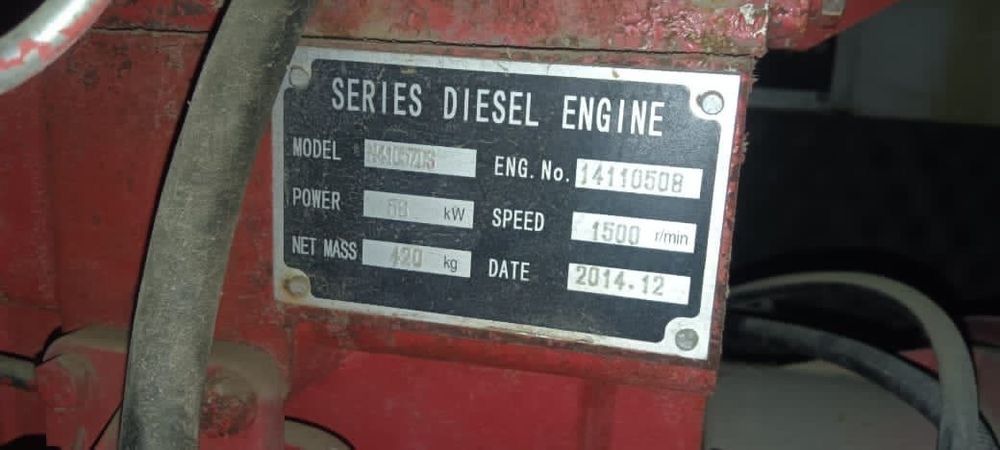 SERIES DIESEL ENGINE
MODEL
ENG. No. 14110508
POWER kW
SPEED 1500 r/min
NET MASS 420 kg
DATE 2014.12